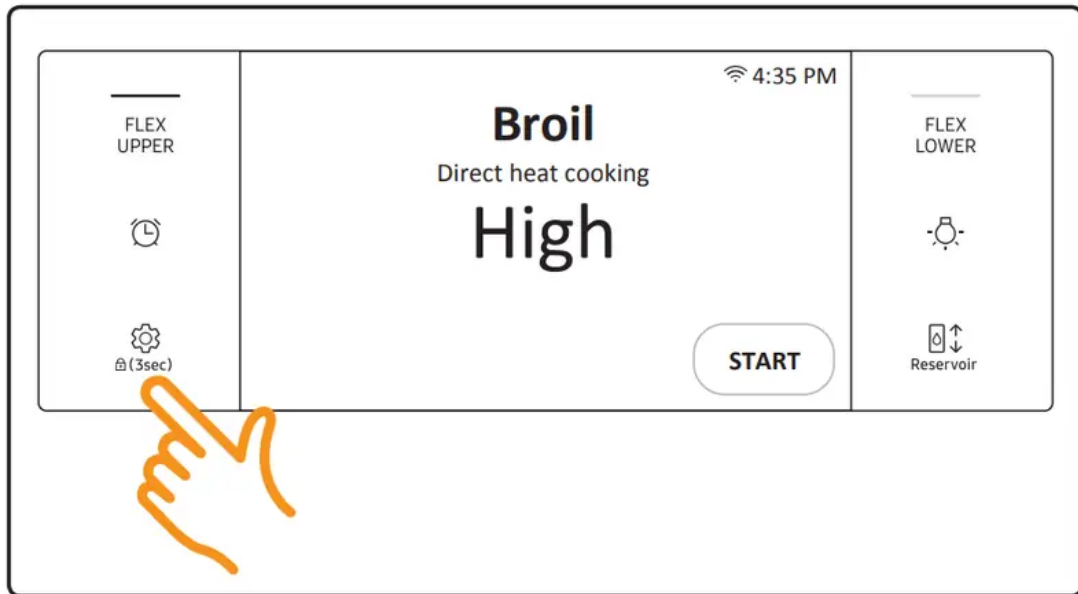 FLEX
UPPER
(3sec)
4:35 PM
Broil
Direct heat cooking
High
START
FLEX
LOWER
Reservoir